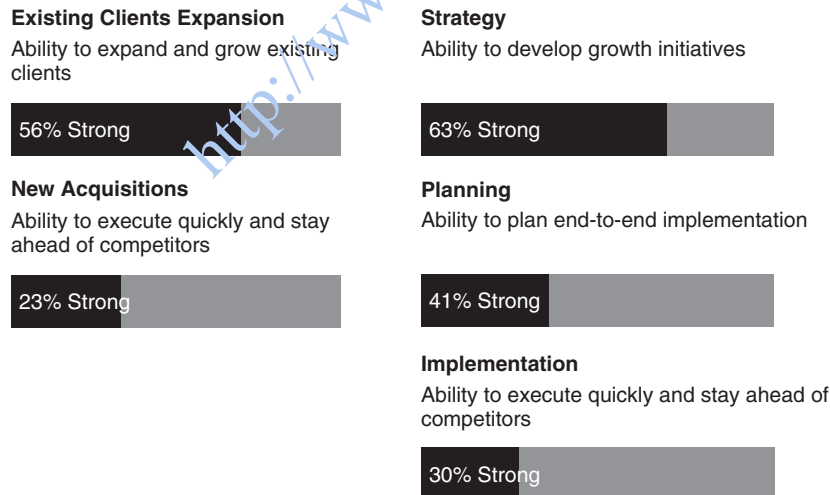 Existing Clients Expansion
Ability to expand and grow existing
clients
56% Strong
New Acquisitions
Ability to execute quickly and stay
ahead of competitors
23% Strong
Strategy
Ability to develop growth initiatives
63% Strong
Planning
Ability to plan end-to-end implementation
41% Strong
Implementation
Ability to execute quickly and stay ahead of
competitors
30% Strong
http://ww